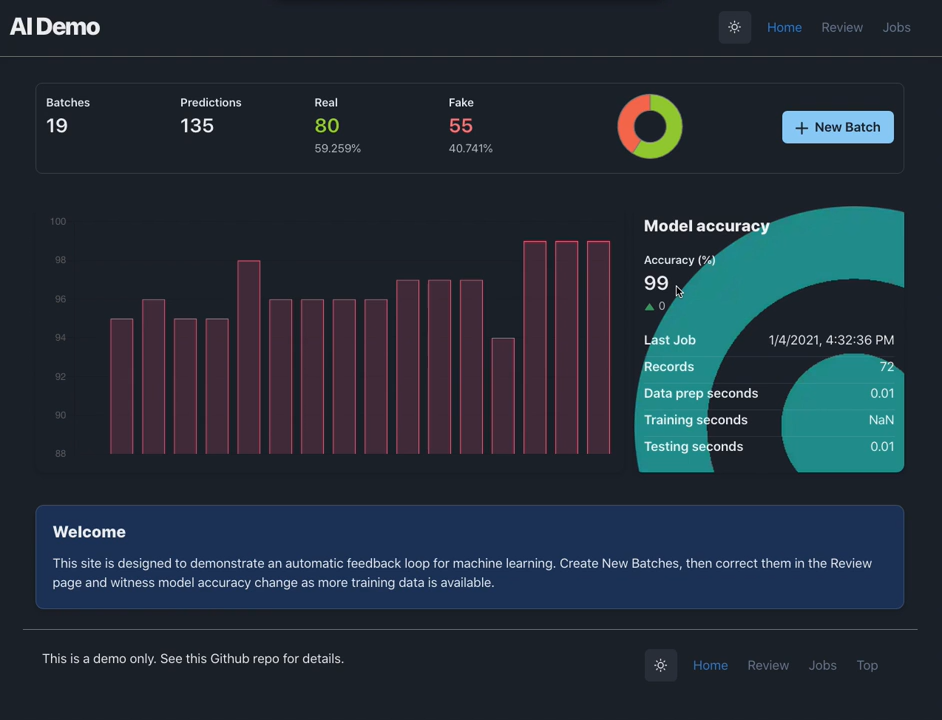 AI Demo
Home Review Jobs
Batches Predictions Real Fake
19 135 80 55
59.259% 40.741%
+ New Batch
100
98
96
94
92
90
88
Model accuracy
Accuracy (%)
99
▲ 0
Last Job 1/4/2021, 4:32:36 PM
Records 72
Data prep seconds 0.01
Training seconds NaN
Testing seconds 0.01
Welcome
This site is designed to demonstrate an automatic feedback loop for machine learning. Create New Batches, then correct them in the Review
page and witness model accuracy change as more training data is available.
This is a demo only. See this Github repo for details.
Home Review Jobs Top